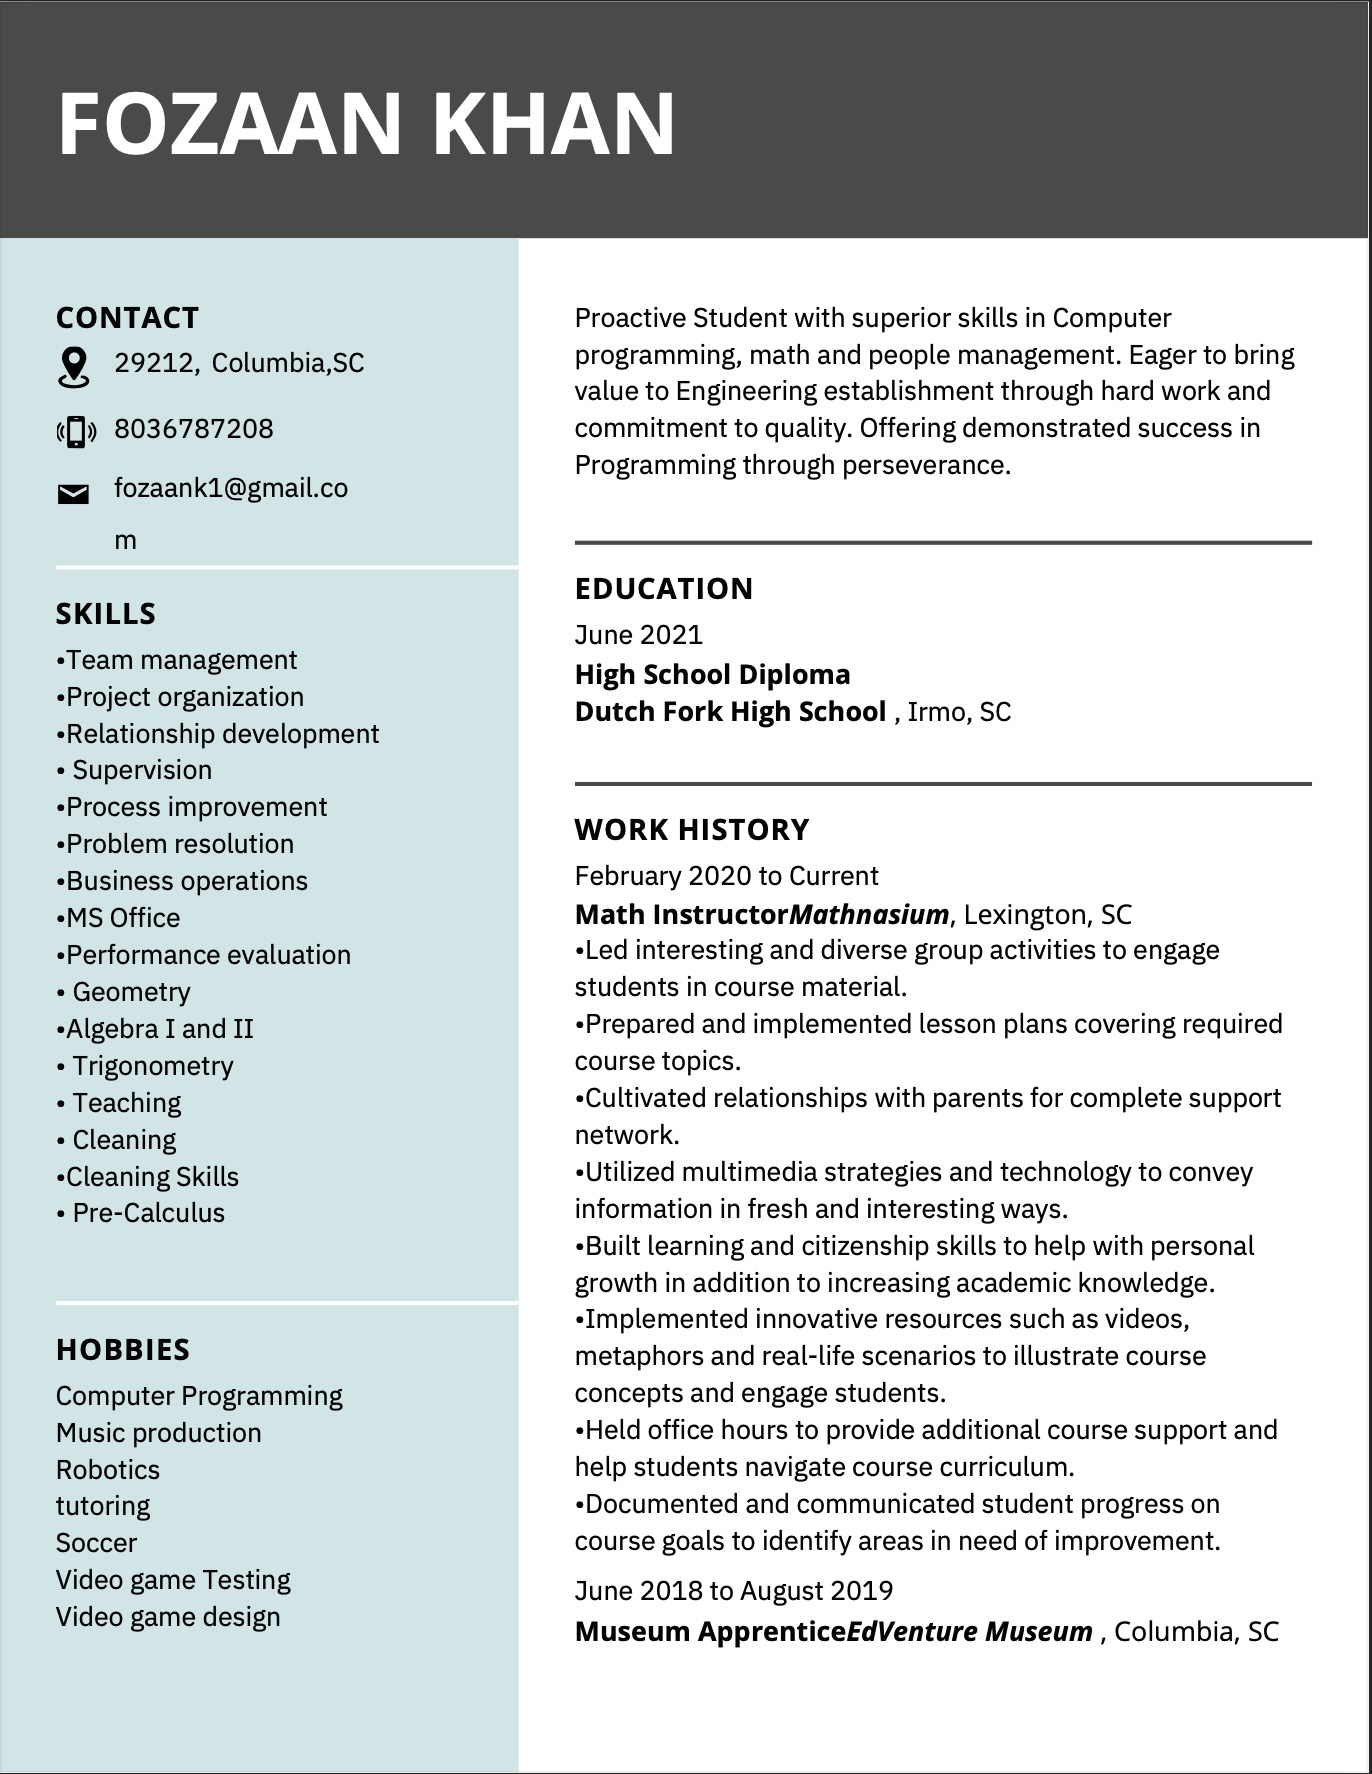 FOZAAN KHAN
CONTACT
29212, Columbia,SC
8036787208
fozaank1@gmail.co
m
SKILLS
•Team management
•Project organization
•Relationship development
• Supervision
•Process improvement
•Problem resolution
•Business operations
•MS Office
•Performance evaluation
• Geometry
•Algebra I and II
• Trigonometry
• Teaching
• Cleaning
•Cleaning Skills
• Pre-Calculus
HOBBIES
Computer Programming
Music production
Robotics
tutoring
Soccer
Video game Testing
Video game design
Proactive Student with superior skills in Computer
programming, math and people management. Eager to bring
value to Engineering establishment through hard work and
commitment to quality. Offering demonstrated success in
Programming through perseverance.
EDUCATION
June 2021
High School Diploma
Dutch Fork High School , Irmo, SC
WORK HISTORY
February 2020 to Current
Math InstructorMathnasium, Lexington, SC
•Led interesting and diverse group activities to engage
students in course material.
•Prepared and implemented lesson plans covering required
course topics.
•Cultivated relationships with parents for complete support
network.
•Utilized multimedia strategies and technology to convey
information in fresh and interesting ways.
•Built learning and citizenship skills to help with personal
growth in addition to increasing academic knowledge.
•Implemented innovative resources such as videos,
metaphors and real-life scenarios to illustrate course
concepts and engage students.
•Held office hours to provide additional course support and
help students navigate course curriculum.
•Documented and communicated student progress on
course goals to identify areas in need of improvement.
June 2018 to August 2019
Museum ApprenticeEdVenture Museum , Columbia, SC